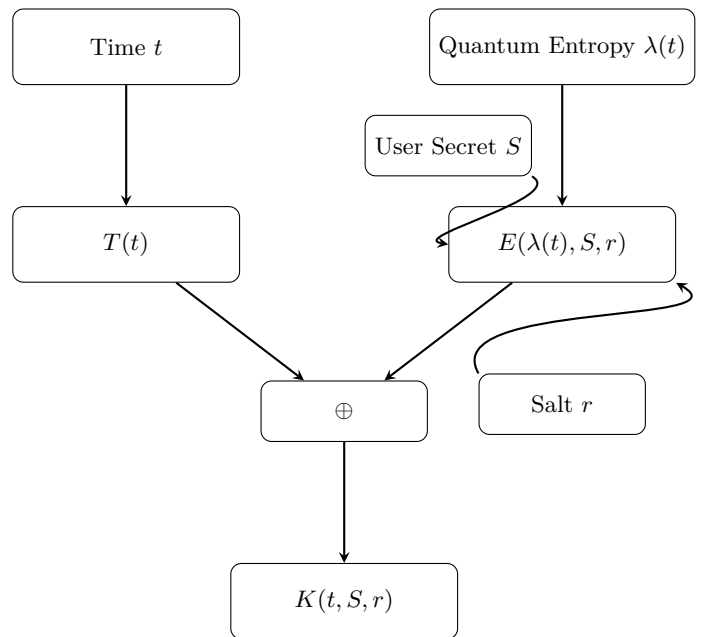 Time t
Quantum Entropy λ(t)
User Secret S
T(t)
E(λ(t), S, r)
⊕
Salt r
K(t, S, r)